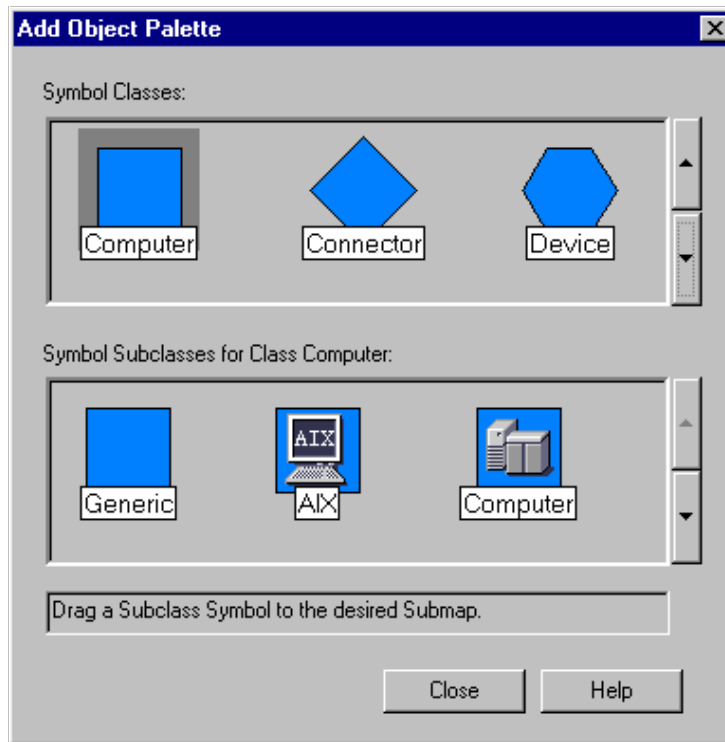 Add Object Palette
Symbol Classes:
Computer Connector Device
Symbol Subclasses for Class Computer:
AIX
Generic AIX Computer
Drag a Subclass Symbol to the desired Submap.
Close Help